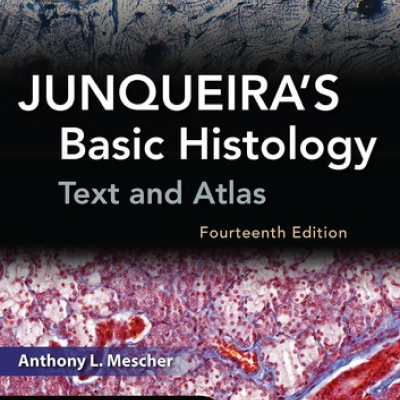 JUNQUEIRA'S
Basic Histology
Text and Atlas
Fourteenth Edition
Anthony L. Mescher